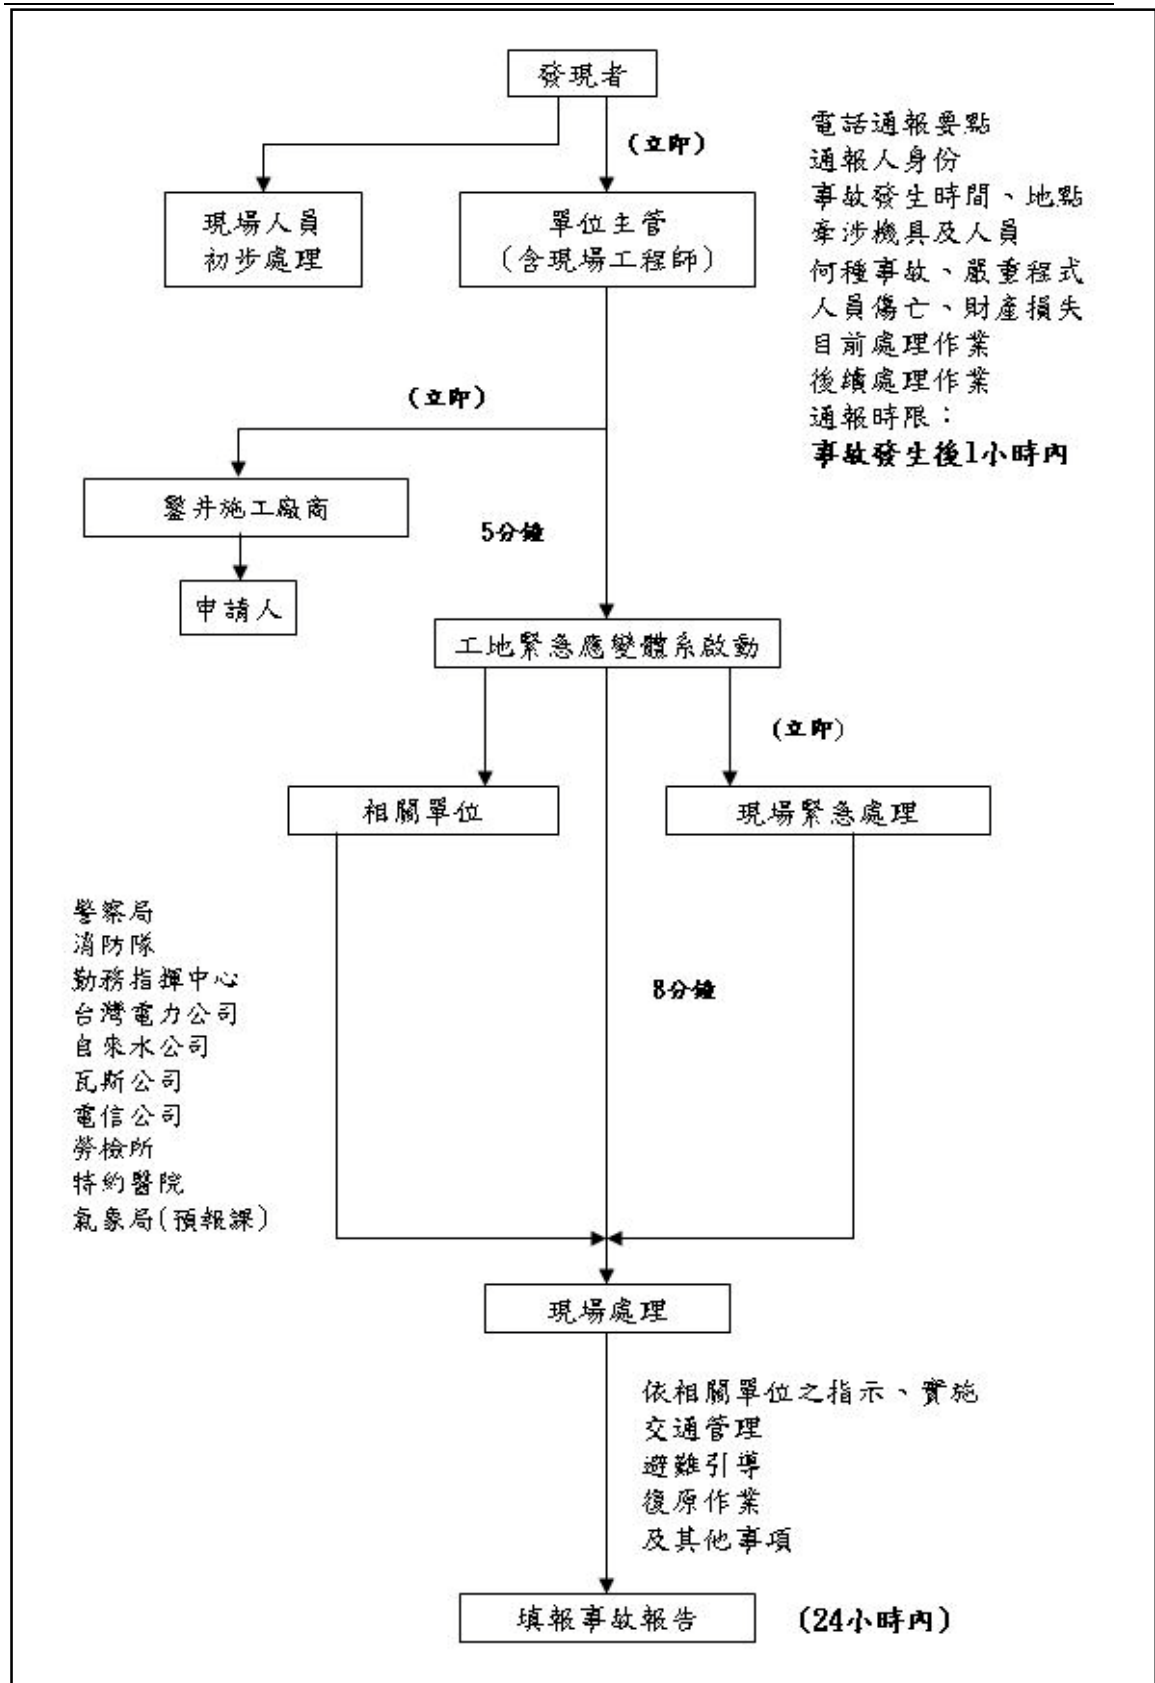 發現者
(立即)
現場人員
初步處理
單位主管
(含現場工程師)
電話通報要點
通報人身份
事故發生時間、地點
牽涉機具及人員
何種事故、嚴重程式
人員傷亡、財產損失
目前處理作業
後續處理作業
通報時限：
事故發生後1小時內
(立即)
鑿井施工廠商
5分鐘
申請人
工地緊急應變體系啟動
(立即)
相關單位
現場緊急處理
警察局
消防隊
勤務指揮中心
台灣電力公司
自來水公司
瓦斯公司
電信公司
勞檢所
特約醫院
氣象局(預報課)
8分鐘
現場處理
依相關單位之指示、實施
交通管理
避難引導
復原作業
及其他事項
填報事故報告
(24小時內)